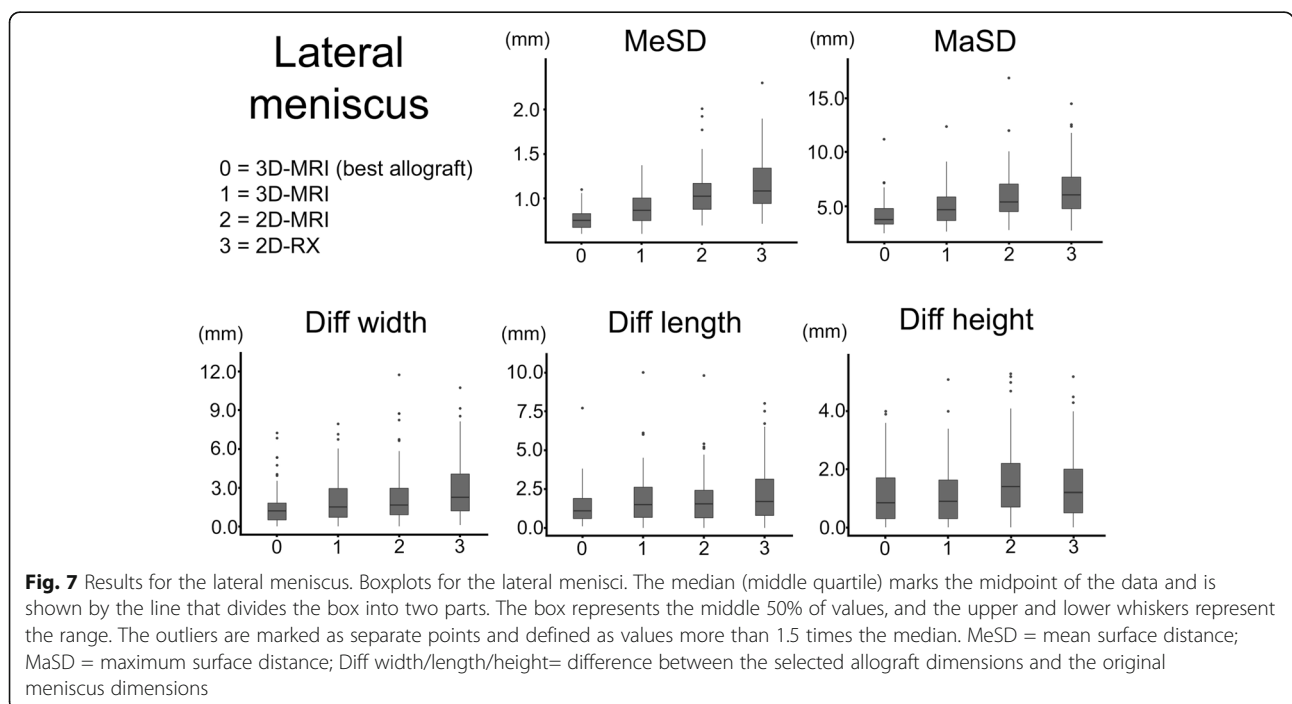 Lateral
meniscus
0 = 3D-MRI (best allograft)
1 = 3D-MRI
2 = 2D-MRI
3 = 2D-RX
(mm)
MeSD
2.0
1.5
1.0
0 1 2 3
(mm)
MaSD
15.0
10.0
5.0
0 1 2 3
(mm)
Diff width
12.0
9.0
6.0
3.0
0.0
0 1 2 3
(mm)
Diff length
10.0
7.5
5.0
2.5
0.0
0 1 2 3
(mm)
Diff height
4.0
2.0
0.0
0 1 2 3
Fig. 7 Results for the lateral meniscus. Boxplots for the lateral menisci. The median (middle quartile) marks the midpoint of the data and is
shown by the line that divides the box into two parts. The box represents the middle 50% of values, and the upper and lower whiskers represent
the range. The outliers are marked as separate points and defined as values more than 1.5 times the median. MeSD = mean surface distance;
MaSD = maximum surface distance; Diff width/length/height= difference between the selected allograft dimensions and the original
meniscus dimensions